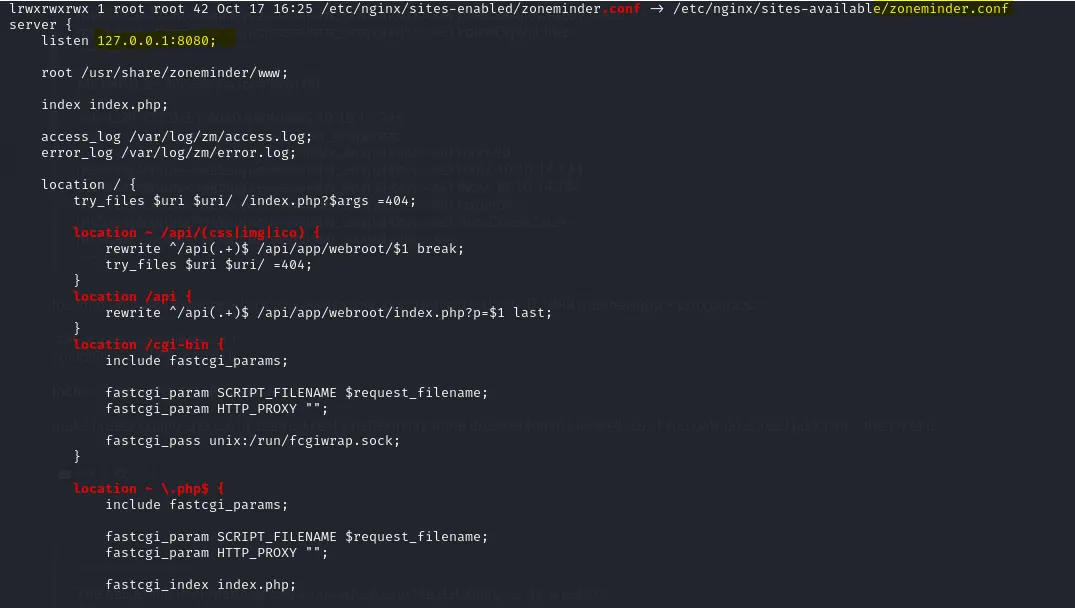 lrwxrwxrwx 1 root root 42 Oct 17 16:25 /etc/nginx/sites-enabled/zoneminder.conf -> /etc/nginx/sites-available/zoneminder.conf
server {
    listen 127.0.0.1:8080;

    root /usr/share/zoneminder/www;

    index index.php;

    access_log /var/log/zm/access.log;
    error_log /var/log/zm/error.log;

    location / {
        try_files $uri $uri/ /index.php?$args =404;

        location ~ /api/(css|img|ico) {
            rewrite ^/api(.+)$ /api/app/webroot/$1 break;
            try_files $uri $uri/ =404;
        }
        location /api {
            rewrite ^/api(.+)$ /api/app/webroot/index.php?p=$1 last;
        }
        location /cgi-bin {
            include fastcgi_params;

            fastcgi_param SCRIPT_FILENAME $request_filename;
            fastcgi_param HTTP_PROXY "";

            fastcgi_pass unix:/run/fcgiwrap.sock;
        }

        location ~ \.php$ {
            include fastcgi_params;

            fastcgi_param SCRIPT_FILENAME $request_filename;
            fastcgi_param HTTP_PROXY "";

            fastcgi_index index.php;